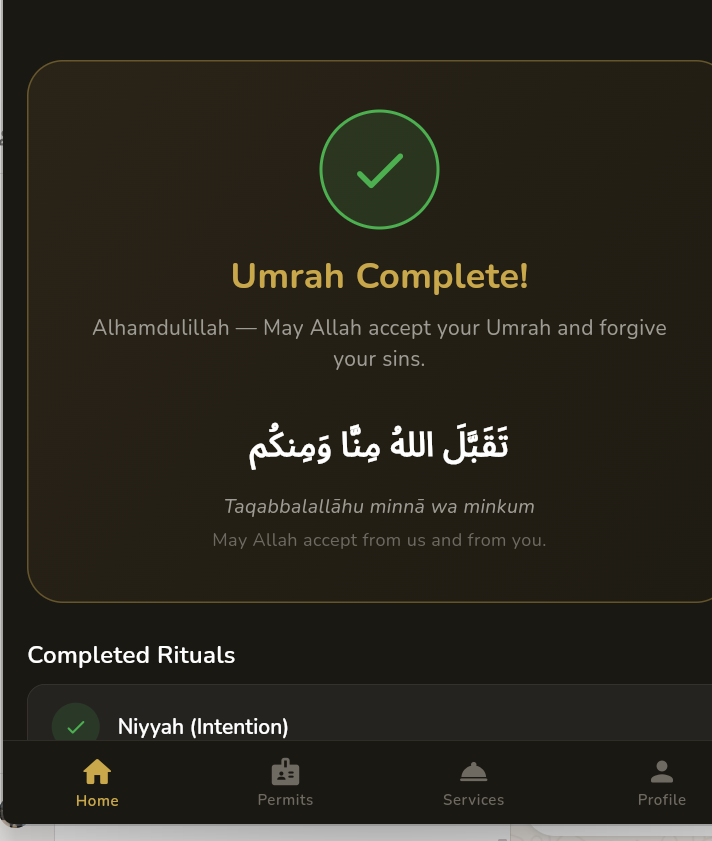 Umrah Complete!
Alhamdulillah — May Allah accept your Umrah and forgive
your sins.
تَقَبَّلَ اللهُ مِنَّا وَمِنكُم
Taqabbalallāhu minnā wa minkum
May Allah accept from us and from you.
Completed Rituals
Niyyah (Intention)
Home
Permits
Services
Profile